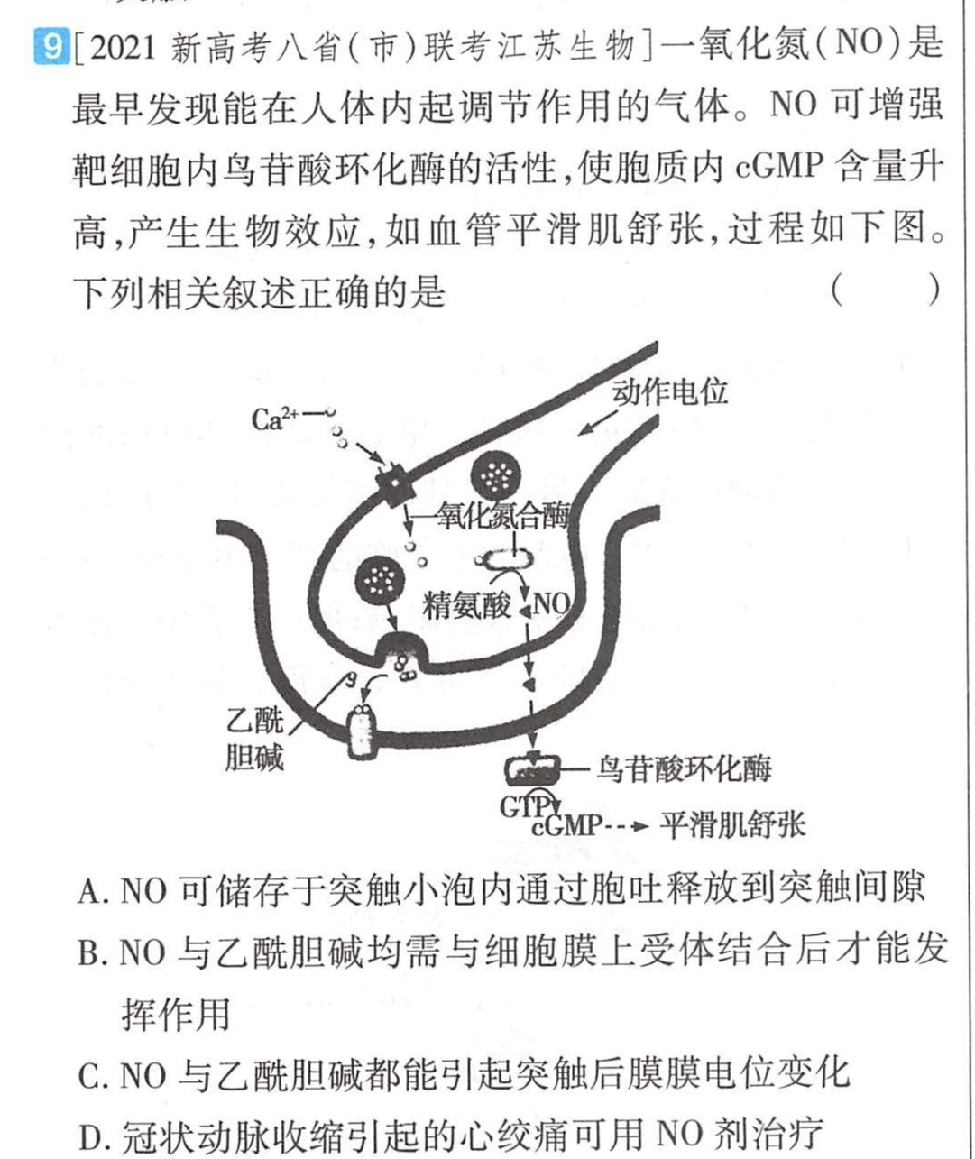 9 [2021 新高考八省(市)联考江苏生物]一氧化氮(NO)是
最早发现能在人体内起调节作用的气体。NO 可增强
靶细胞内鸟苷酸环化酶的活性,使胞质内 cGMP 含量升
高,产生生物效应,如血管平滑肌舒张,过程如下图。
下列相关叙述正确的是 ( )
动作电位
Ca²⁺
一氧化氮合酶
精氨酸 NO
乙酰
胆碱
鸟苷酸环化酶
GTP
cGMP 平滑肌舒张
A. NO 可储存于突触小泡内通过胞吐释放到突触间隙
B. NO 与乙酰胆碱均需与细胞膜上受体结合后才能发
挥作用
C. NO 与乙酰胆碱都能引起突触后膜膜电位变化
D. 冠状动脉收缩引起的心绞痛可用 NO 剂治疗